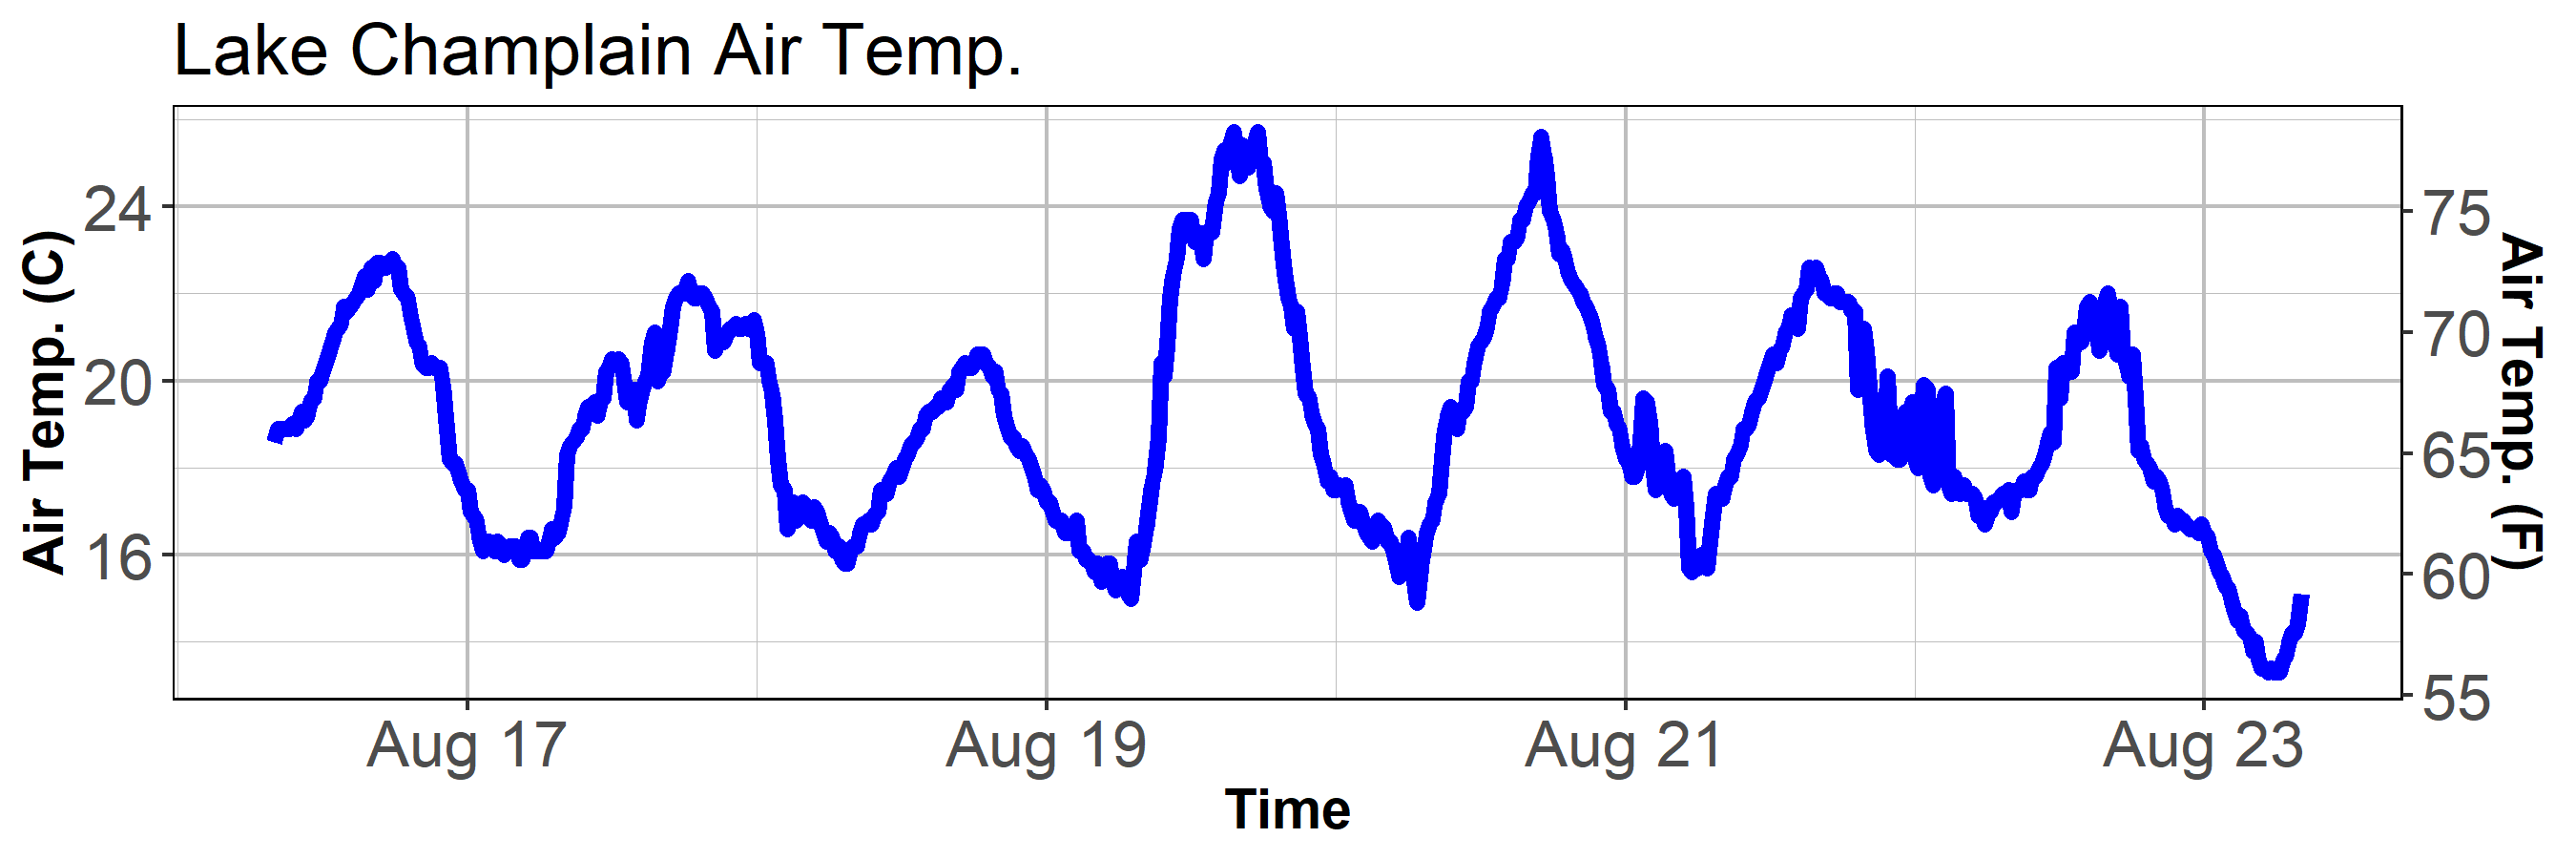 Lake Champlain Air Temp.
Air Temp. (C)
24
20
16
75
70
65
60
55
Air Temp. (F)
Aug 17
Aug 19
Aug 21
Aug 23
Time